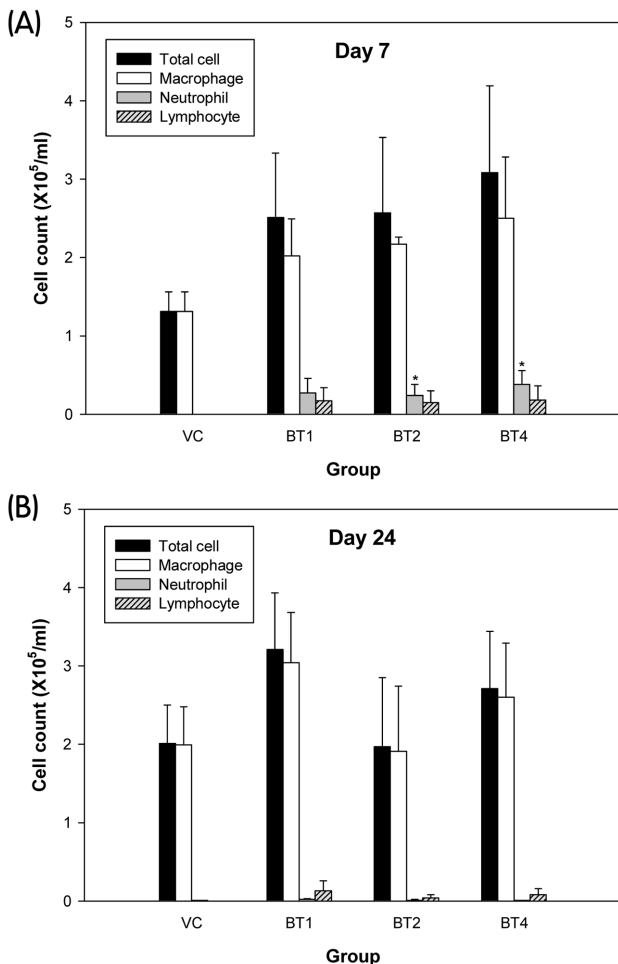 (A)
5
4
3
2
1
0
Cell count (X10⁵/ml)
Day 7
Total cell
Macrophage
Neutrophil
Lymphocyte
*
*
VC BT1 BT2 BT4
Group
(B)
5
4
3
2
1
0
Cell count (X10⁵/ml)
Day 24
Total cell
Macrophage
Neutrophil
Lymphocyte
VC BT1 BT2 BT4
Group